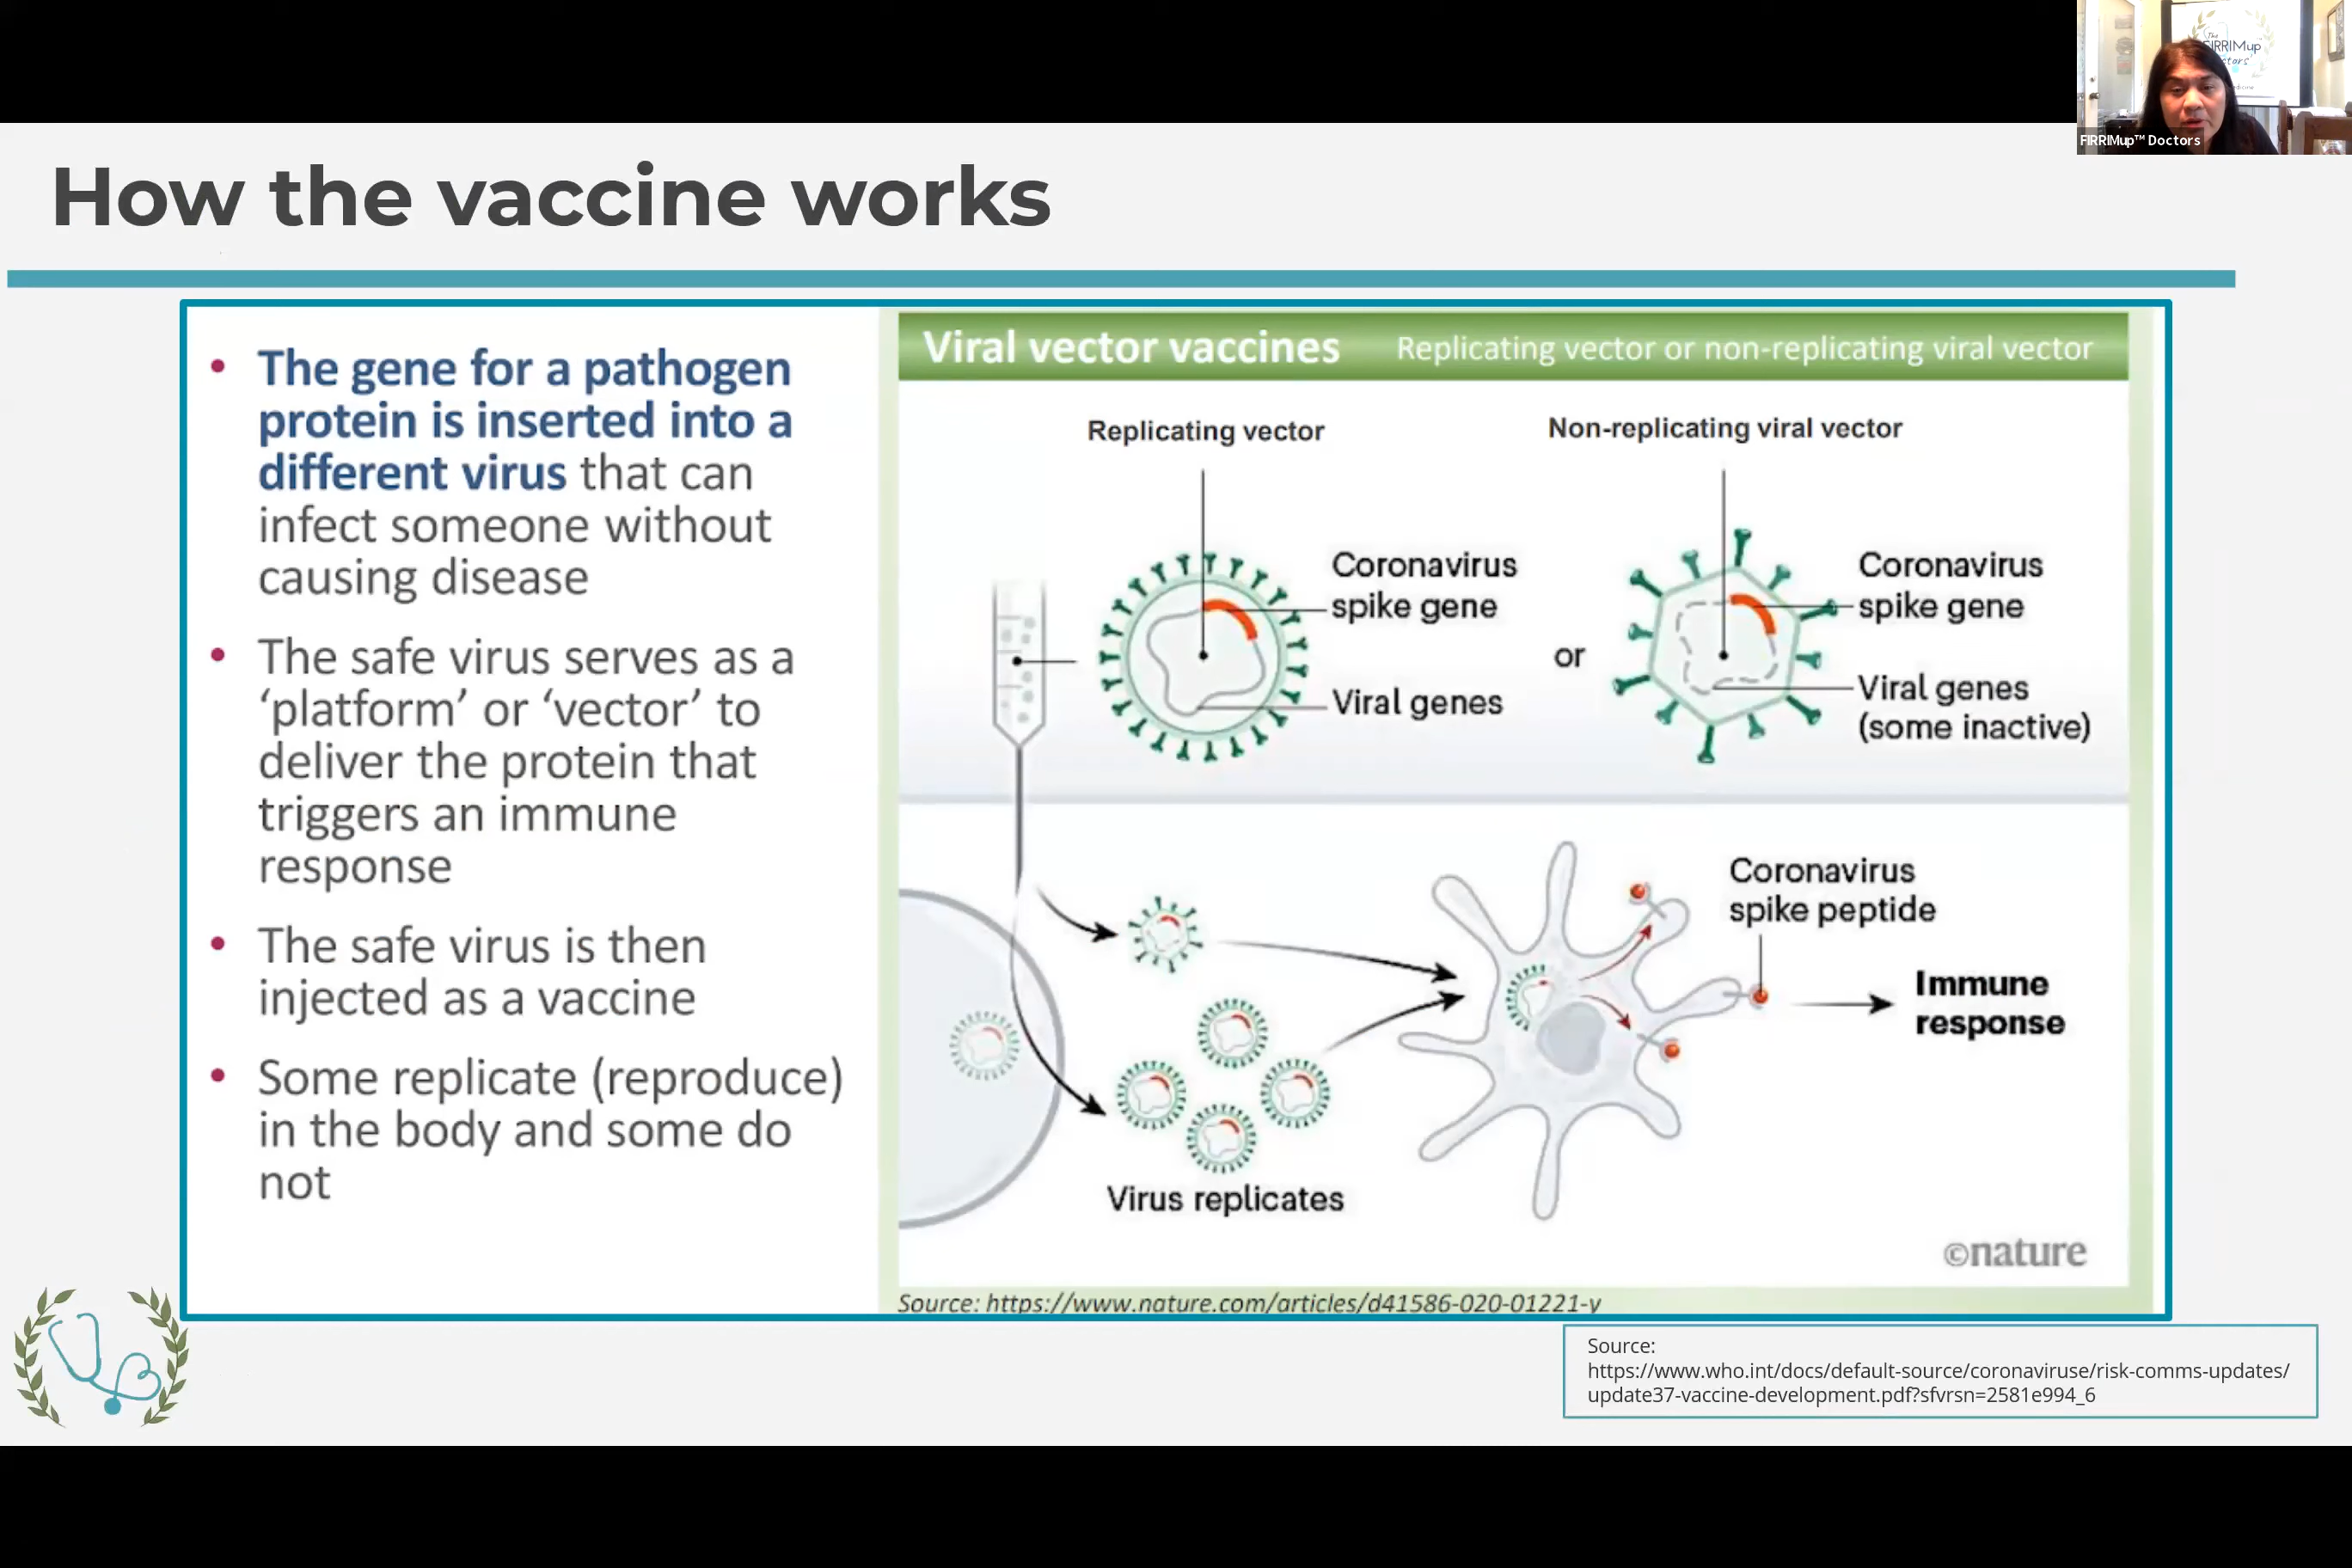 The
FIRRIMup™ Doctors
How the vaccine works
• The gene for a pathogen
protein is inserted into a
different virus that can
infect someone without
causing disease
• The safe virus serves as a
‘platform’ or ‘vector’ to
deliver the protein that
triggers an immune
response
• The safe virus is then
injected as a vaccine
• Some replicate (reproduce)
in the body and some do
not
Viral vector vaccines Replicating vector or non-replicating viral vector
Replicating vector
Non-replicating viral vector
Coronavirus
spike gene
Viral genes
or
Coronavirus
spike gene
Viral genes
(some inactive)
Coronavirus
spike peptide
Immune
response
Virus replicates
©nature
Source: https://www.nature.com/articles/d41586-020-01221-y
Source:
https://www.who.int/docs/default-source/coronaviruse/risk-comms-updates/
update37-vaccine-development.pdf?sfvrsn=2581e994_6